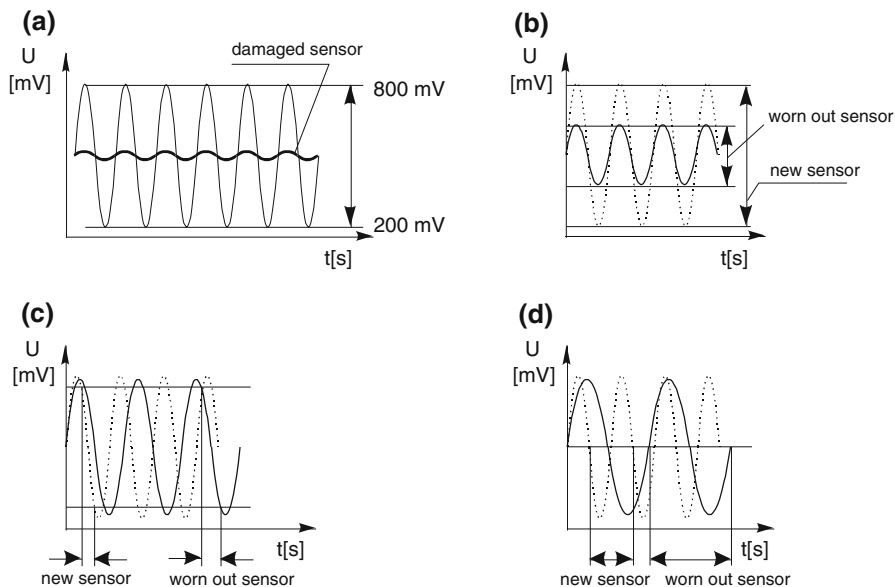 (a)
U
[mV]
damaged sensor
800 mV
200 mV
t[s]
(b)
U
[mV]
worn out sensor
new sensor
t[s]
(c)
U
[mV]
t[s]
new sensor
worn out sensor
(d)
U
[mV]
t[s]
new sensor
worn out sensor